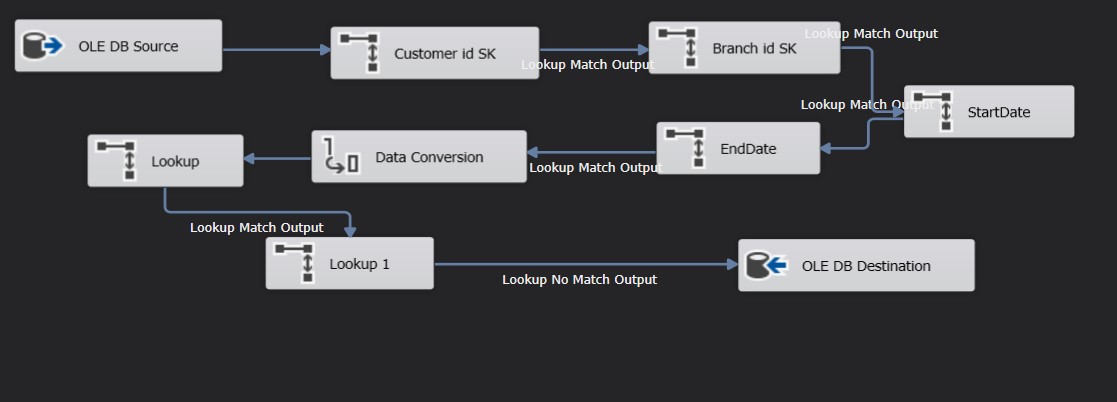 OLE DB Source
Customer id SK
Lookup Match Output
Branch id SK
Lookup Match Output
StartDate
Lookup Match Output
EndDate
Lookup Match Output
Data Conversion
Lookup
Lookup Match Output
Lookup 1
Lookup No Match Output
OLE DB Destination